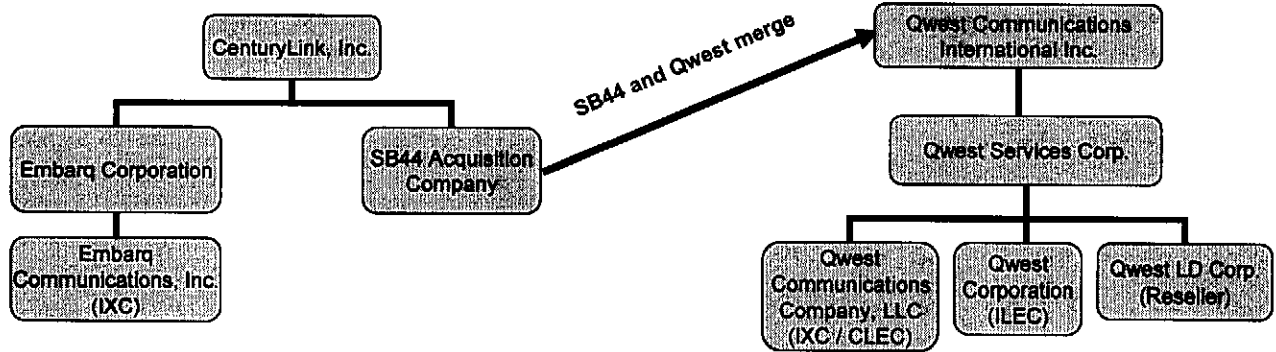 CenturyLink, Inc.
Embarq Corporation
SB44 Acquisition
Company
Embarq
Communications, Inc.
(IXC)
SB44 and Qwest merge
Qwest Communications
International Inc.
Qwest Services Corp.
Qwest
Communications
Company, LLC
(IXC / CLEC)
Qwest
Corporation
(ILEC)
Qwest LD Corp.
(Reseller)